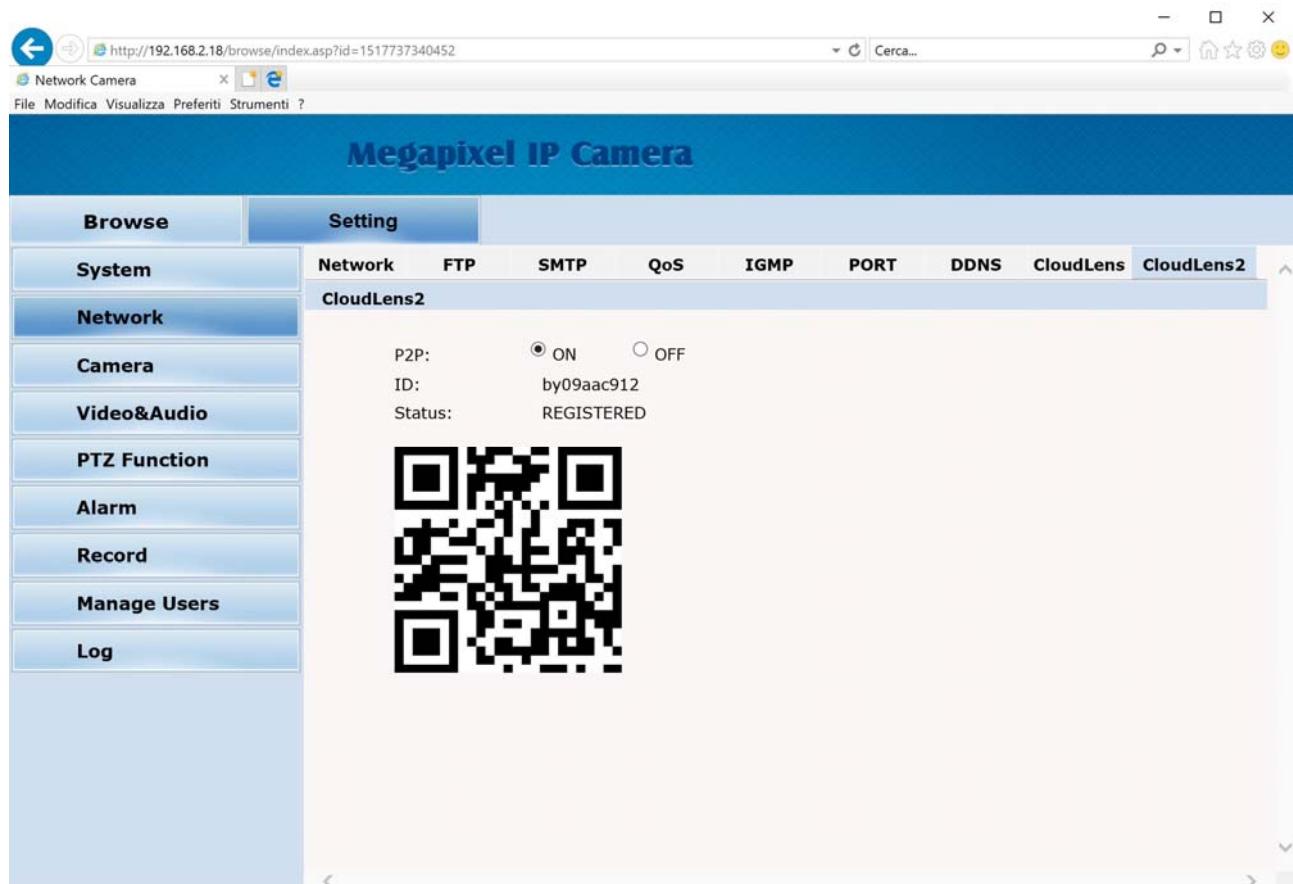 http://192.168.2.18/browse/index.asp?id=1517737340452
Cerca...
Network Camera
File Modifica Visualizza Preferiti Strumenti ?
Megapixel IP Camera
Browse
Setting
System
Network
Camera
Video&Audio
PTZ Function
Alarm
Record
Manage Users
Log
Network FTP SMTP QoS IGMP PORT DDNS CloudLens CloudLens2
CloudLens2
P2P: ON OFF
ID: by09aac912
Status: REGISTERED